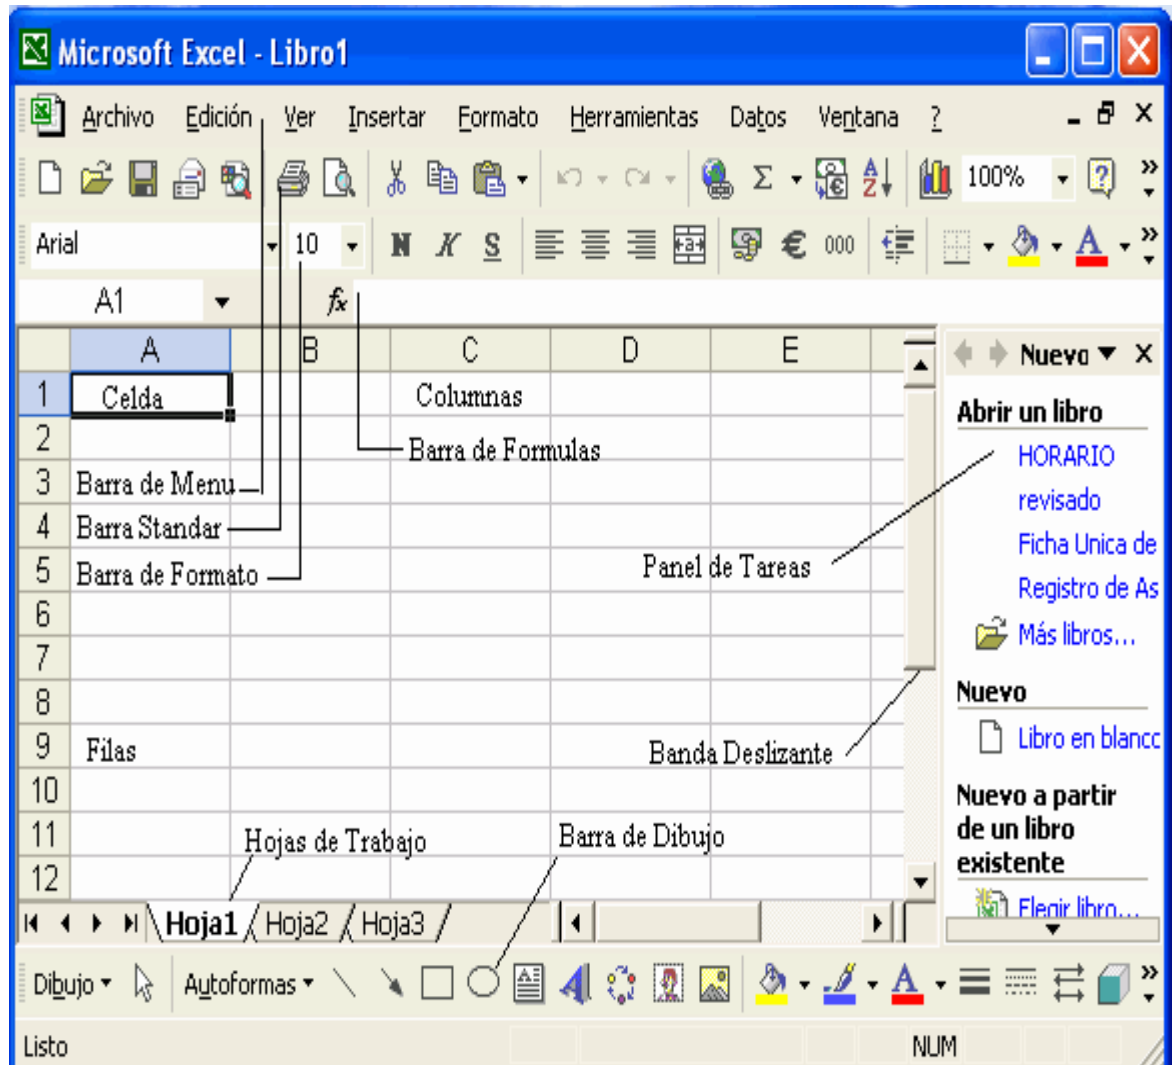 Microsoft Excel - Libro1
Archivo Edición Ver Insertar Formato Herramientas Datos Ventana ?
100%
Arial 10 N K S € 000
A1 fx
A B C D E
Nuevo
1 Celda Columnas
Abrir un libro
2 Barra de Formulas
HORARIO
3 Barra de Menu
revisado
4 Barra Standar
Ficha Unica de
5 Barra de Formato Panel de Tareas
Registro de As
6
Más libros...
7
8
Nuevo
9 Filas Banda Deslizante
Libro en blanco
10
Nuevo a partir
11 Hojas de Trabajo Barra de Dibujo
de un libro
existente
12
Elegir libro...
Hoja1 Hoja2 Hoja3
Dibujo Autoformas
Listo NUM